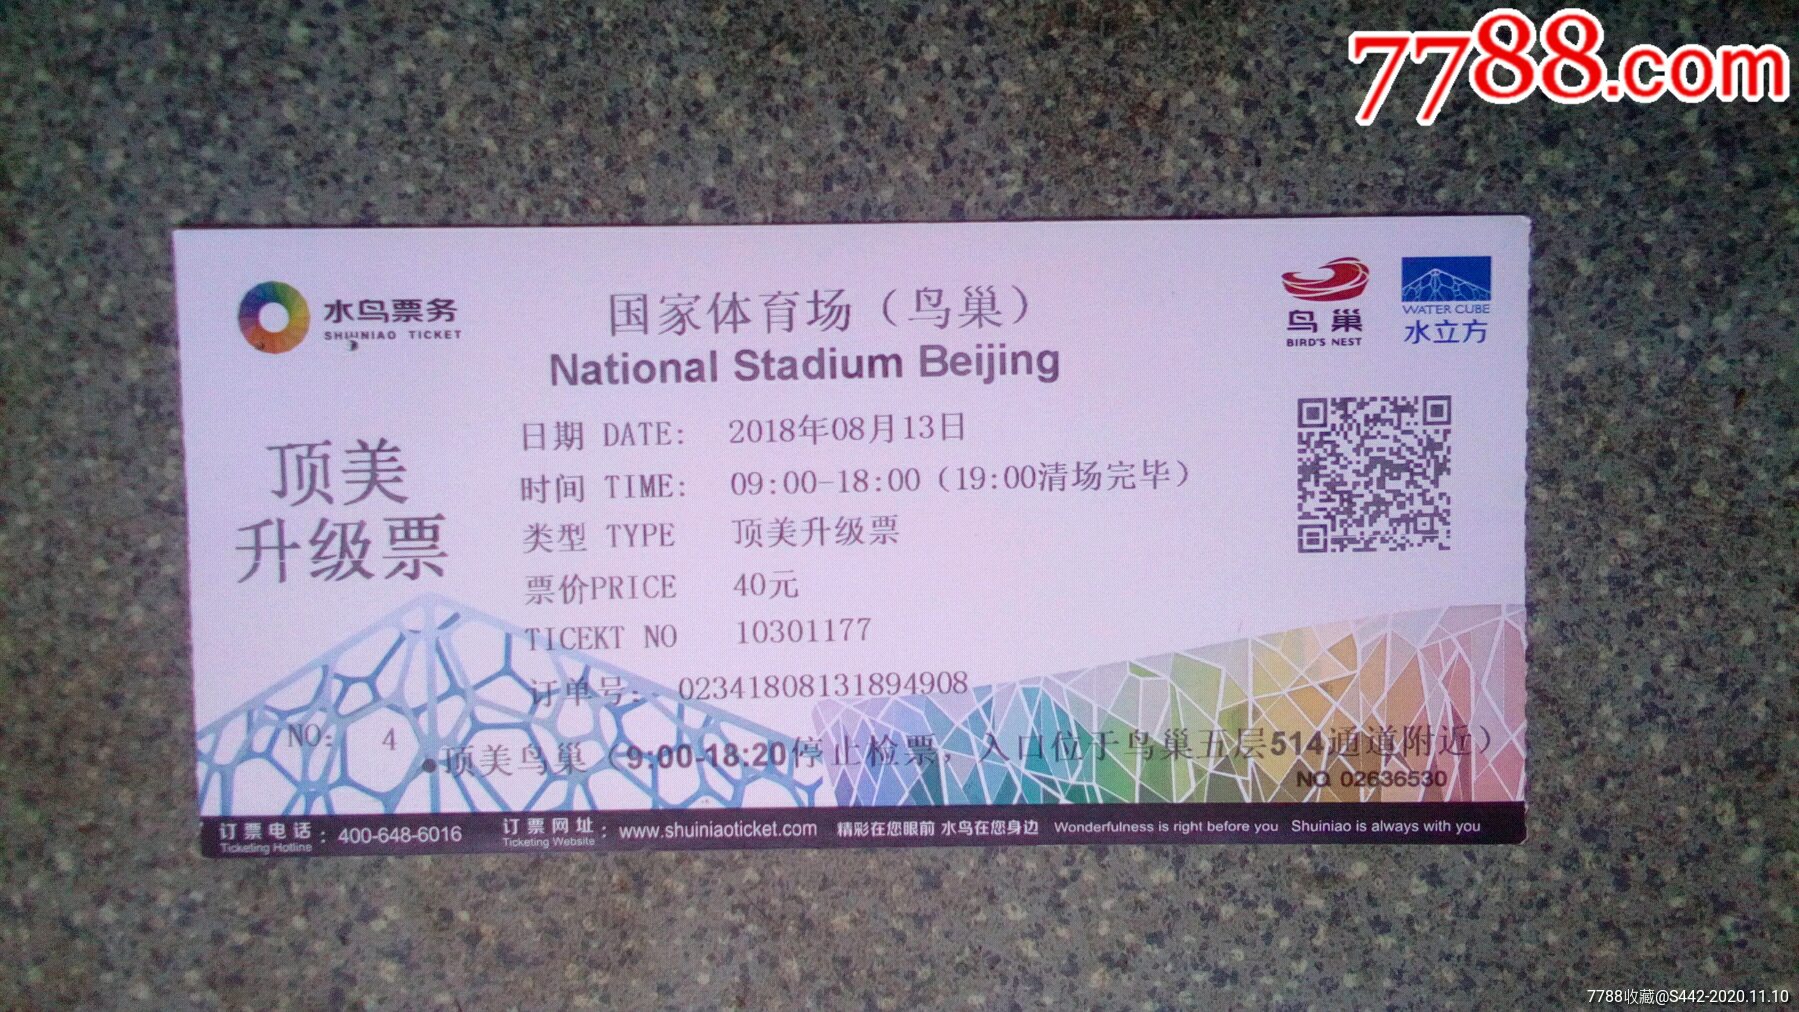 7788.com
水鸟票务
SHUINIAO TICKET
国家体育场（鸟巢）
National Stadium Beijing
鸟巢
BIRD'S NEST
WATER CUBE
水立方
顶美
升级票
日期 DATE: 2018年08月13日
时间 TIME: 09:00-18:00（19:00清场完毕）
类型 TYPE 顶美升级票
票价PRICE 40元
TICEKT NO 10301177
订单号: 02341808131894908
NO: 4
●顶美鸟巢（9:00-18:20停止检票，入口位于鸟巢五层514通道附近）
NO 02636530
订票电话: 400-648-6016
Ticketing Hotline
订票网址: www.shuiniaoticket.com
Ticketing Website
精彩在您眼前 水鸟在您身边 Wonderfulness is right before you Shuiniao is always with you
7788收藏@S442-2020.11.10